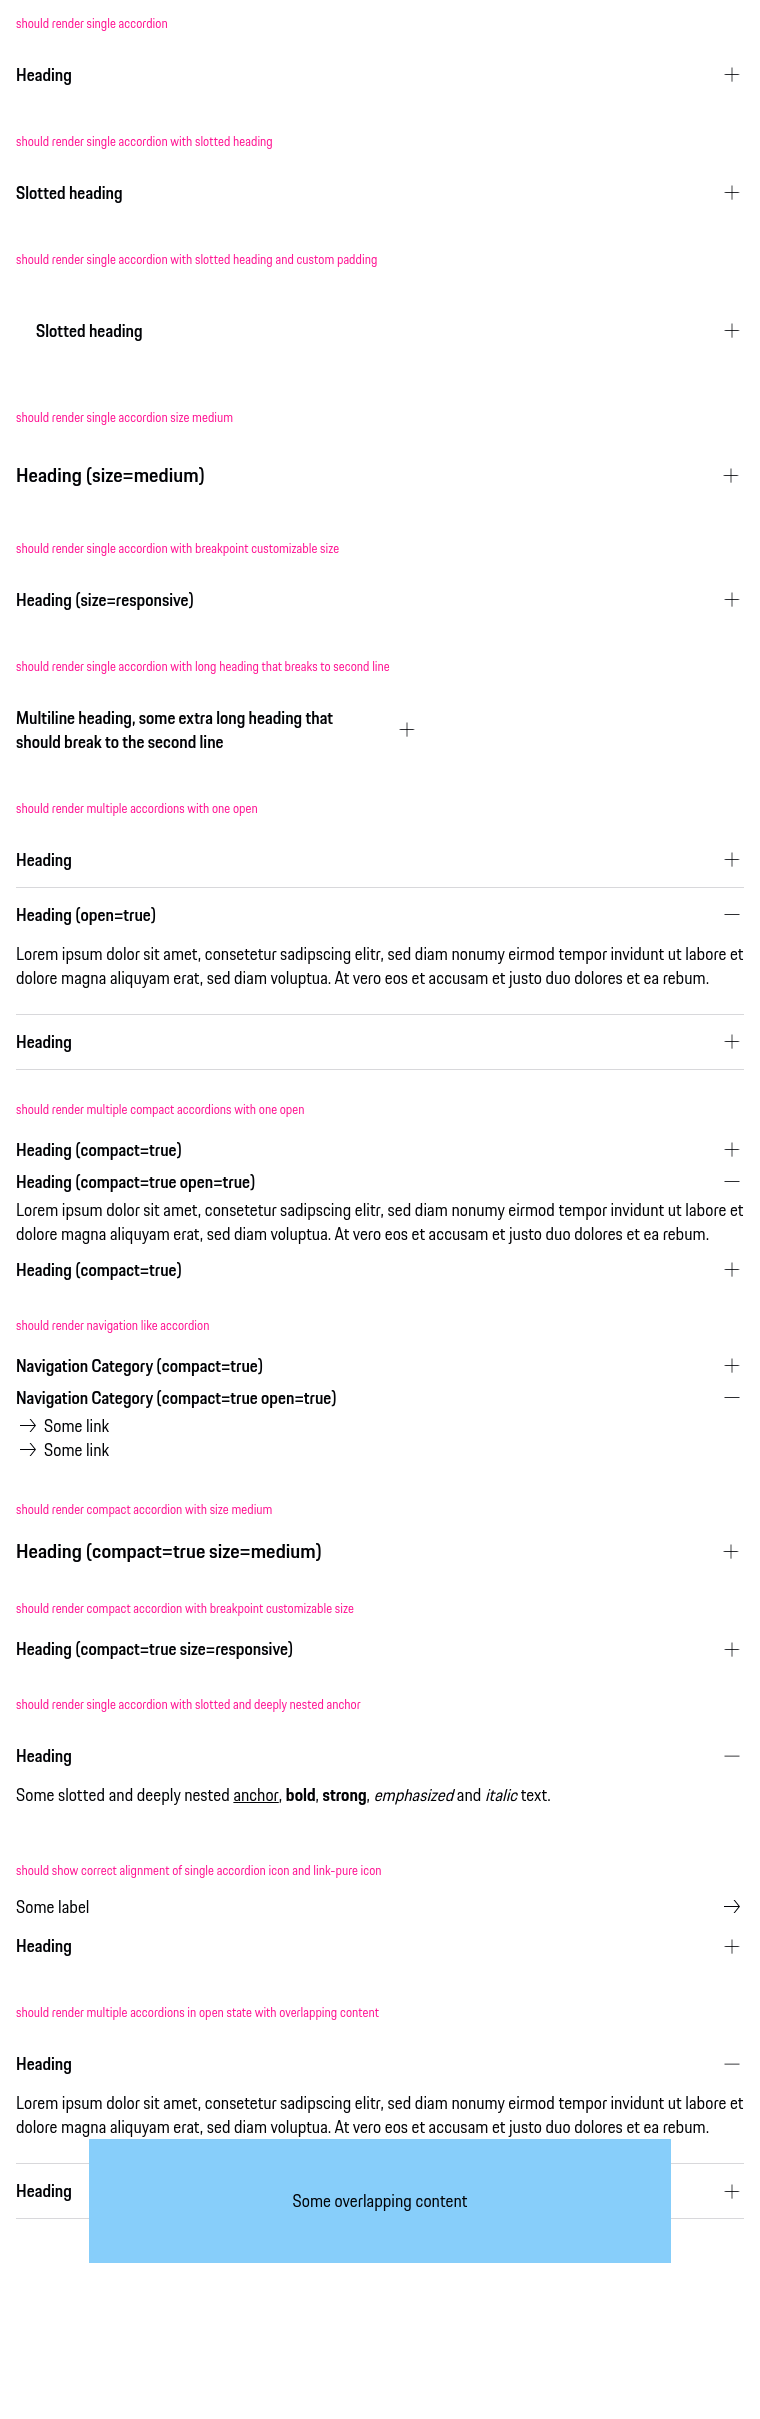 should render single accordion
Heading
should render single accordion with slotted heading
Slotted heading
should render single accordion with slotted heading and custom padding
Slotted heading
should render single accordion size medium
Heading (size=medium)
should render single accordion with breakpoint customizable size
Heading (size=responsive)
should render single accordion with long heading that breaks to second line
Multiline heading, some extra long heading that
should break to the second line
should render multiple accordions with one open
Heading
Heading (open=true)
Lorem ipsum dolor sit amet, consetetur sadipscing elitr, sed diam nonumy eirmod tempor invidunt ut labore et
dolore magna aliquyam erat, sed diam voluptua. At vero eos et accusam et justo duo dolores et ea rebum.
Heading
should render multiple compact accordions with one open
Heading (compact=true)
Heading (compact=true open=true)
Lorem ipsum dolor sit amet, consetetur sadipscing elitr, sed diam nonumy eirmod tempor invidunt ut labore et
dolore magna aliquyam erat, sed diam voluptua. At vero eos et accusam et justo duo dolores et ea rebum.
Heading (compact=true)
should render navigation like accordion
Navigation Category (compact=true)
Navigation Category (compact=true open=true)
Some link
Some link
should render compact accordion with size medium
Heading (compact=true size=medium)
should render compact accordion with breakpoint customizable size
Heading (compact=true size=responsive)
should render single accordion with slotted and deeply nested anchor
Heading
Some slotted and deeply nested anchor, bold, strong, emphasized and italic text.
should show correct alignment of single accordion icon and link-pure icon
Some label
Heading
should render multiple accordions in open state with overlapping content
Heading
Lorem ipsum dolor sit amet, consetetur sadipscing elitr, sed diam nonumy eirmod tempor invidunt ut labore et
dolore magna aliquyam erat, sed diam voluptua. At vero eos et accusam et justo duo dolores et ea rebum.
Heading
Some overlapping content